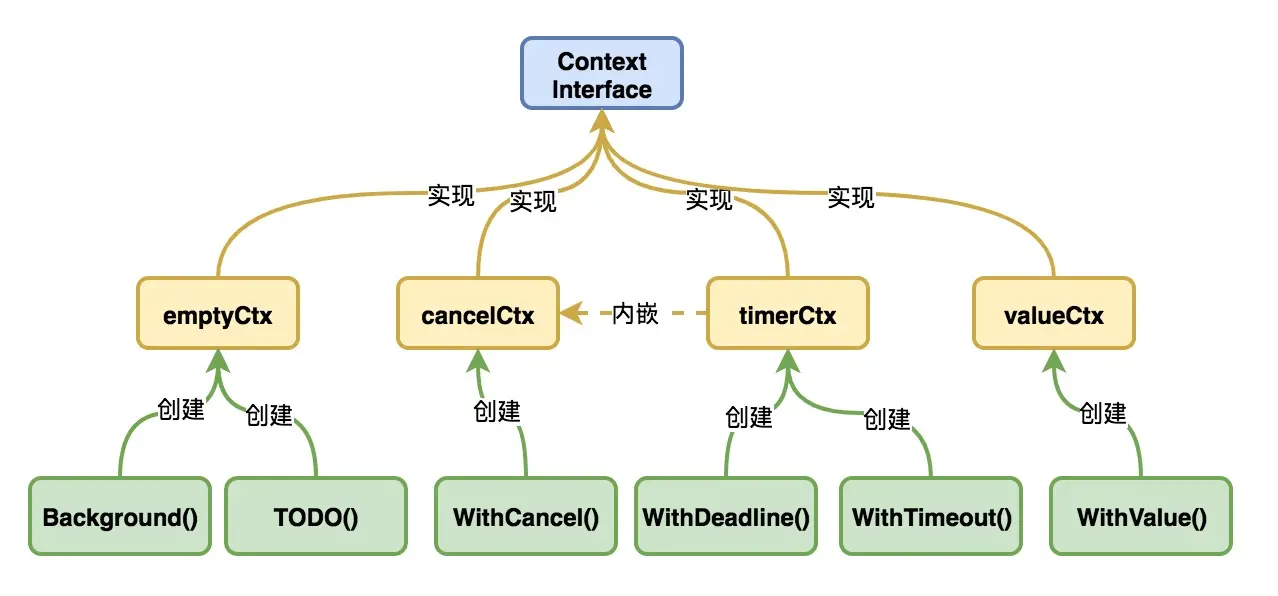 Context
Interface
实现
实现
实现
实现
emptyCtx
cancelCtx
内嵌
timerCtx
valueCtx
创建
创建
创建
创建
创建
创建
Background()
TODO()
WithCancel()
WithDeadline()
WithTimeout()
WithValue()